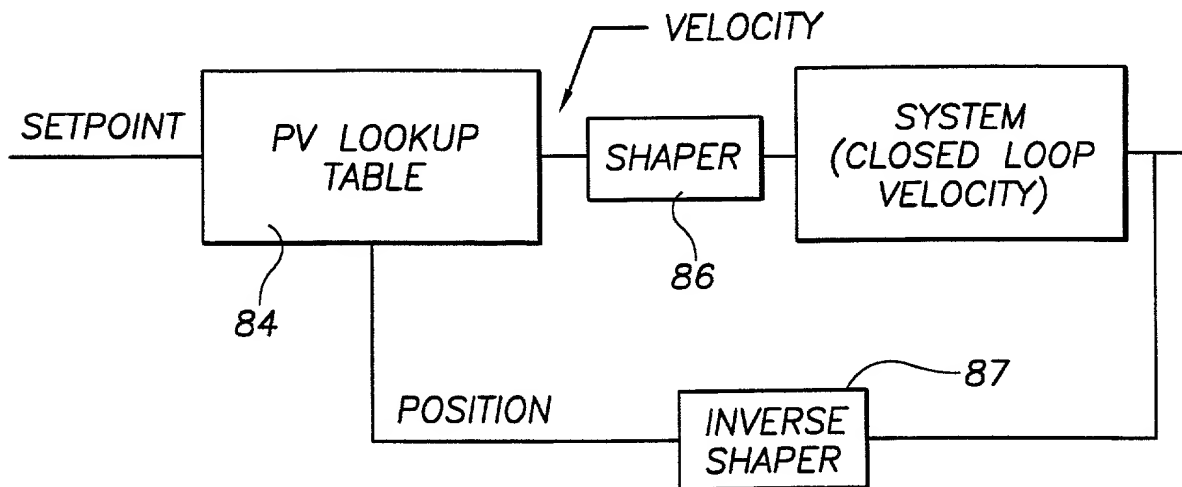 VELOCITY
SETPOINT
PV LOOKUP
TABLE
SHAPER
SYSTEM
(CLOSED LOOP
VELOCITY)
86
84
87
POSITION
INVERSE
SHAPER